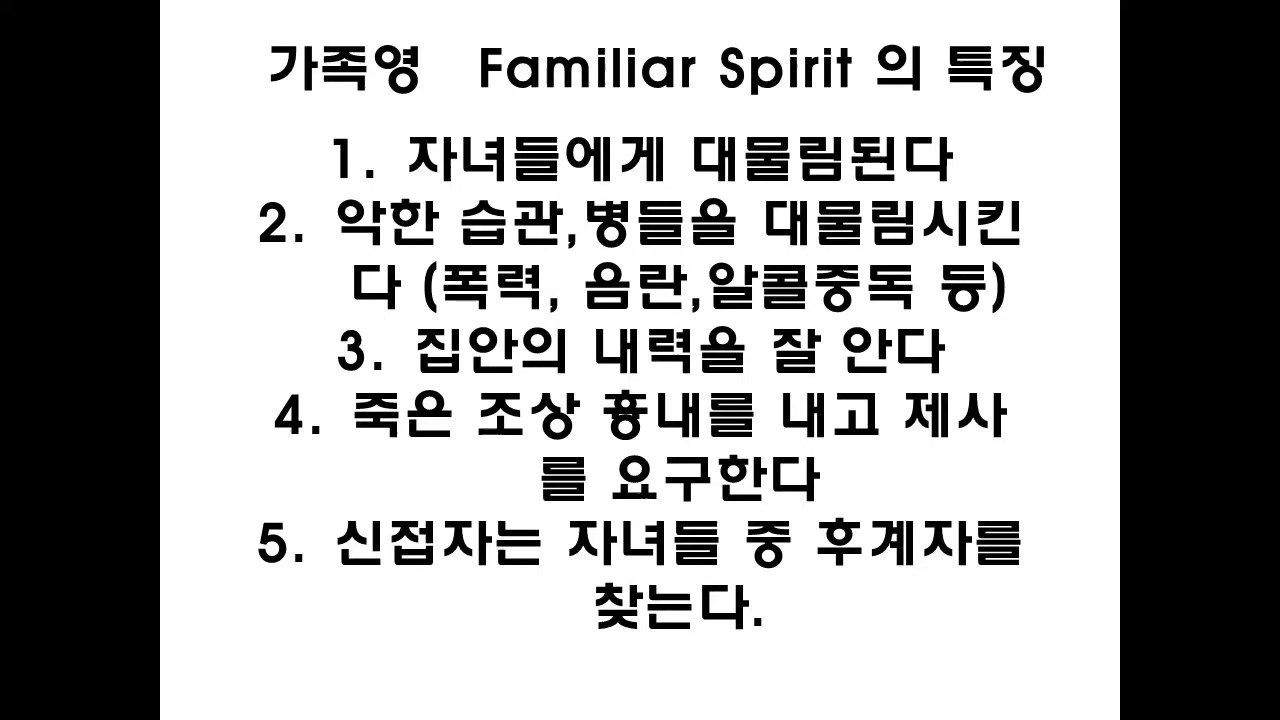 가족영 Familiar Spirit 의 특징
1. 자녀들에게 대물림된다
2. 악한 습관,병들을 대물림시킨
다 (폭력, 음란,알콜중독 등)
3. 집안의 내력을 잘 안다
4. 죽은 조상 흉내를 내고 제사
를 요구한다
5. 신접자는 자녀들 중 후계자를
찾는다.